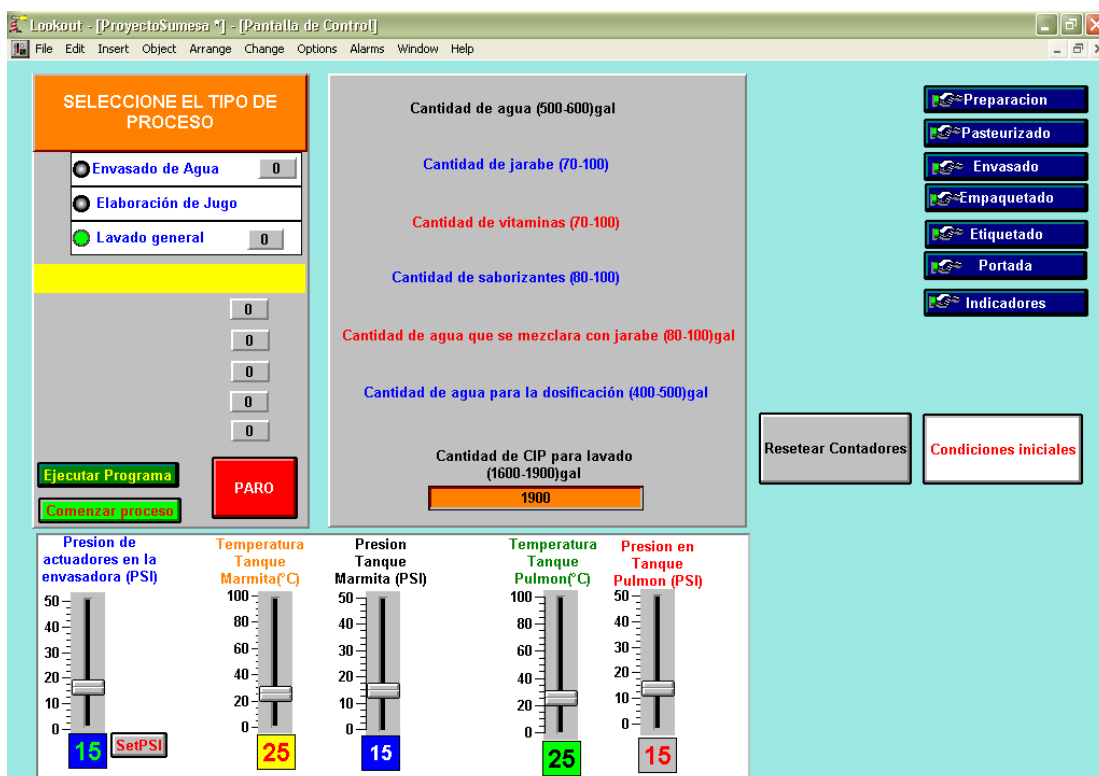 Lookout - [ProyectoSumesa *] - [Pantalla de Control]
File Edit Insert Object Arrange Change Options Alarms Window Help
SELECCIONE EL TIPO DE
PROCESO
Envasado de Agua 0
Elaboración de Jugo
Lavado general 0
0
0
0
0
0
Ejecutar Programa
Comenzar proceso
PARO
Cantidad de agua (500-600)gal
Cantidad de jarabe (70-100)
Cantidad de vitaminas (70-100)
Cantidad de saborizantes (80-100)
Cantidad de agua que se mezclara con jarabe (80-100)gal
Cantidad de agua para la dosificación (400-500)gal
Cantidad de CIP para lavado
(1600-1900)gal
1900
Preparacion
Pasteurizado
Envasado
Empaquetado
Etiquetado
Portada
Indicadores
Resetear Contadores
Condiciones iniciales
Presion de
actuadores en la
envasadora (PSI)
50
40
30
20
10
0
15
SetPSI
Temperatura
Tanque
Marmita(°C)
100
80
60
40
20
0
25
Presion
Tanque
Marmita (PSI)
50
40
30
20
10
0
15
Temperatura
Tanque
Pulmon(°C)
100
80
60
40
20
0
25
Presion en
Tanque
Pulmon (PSI)
50
40
30
20
10
0
15